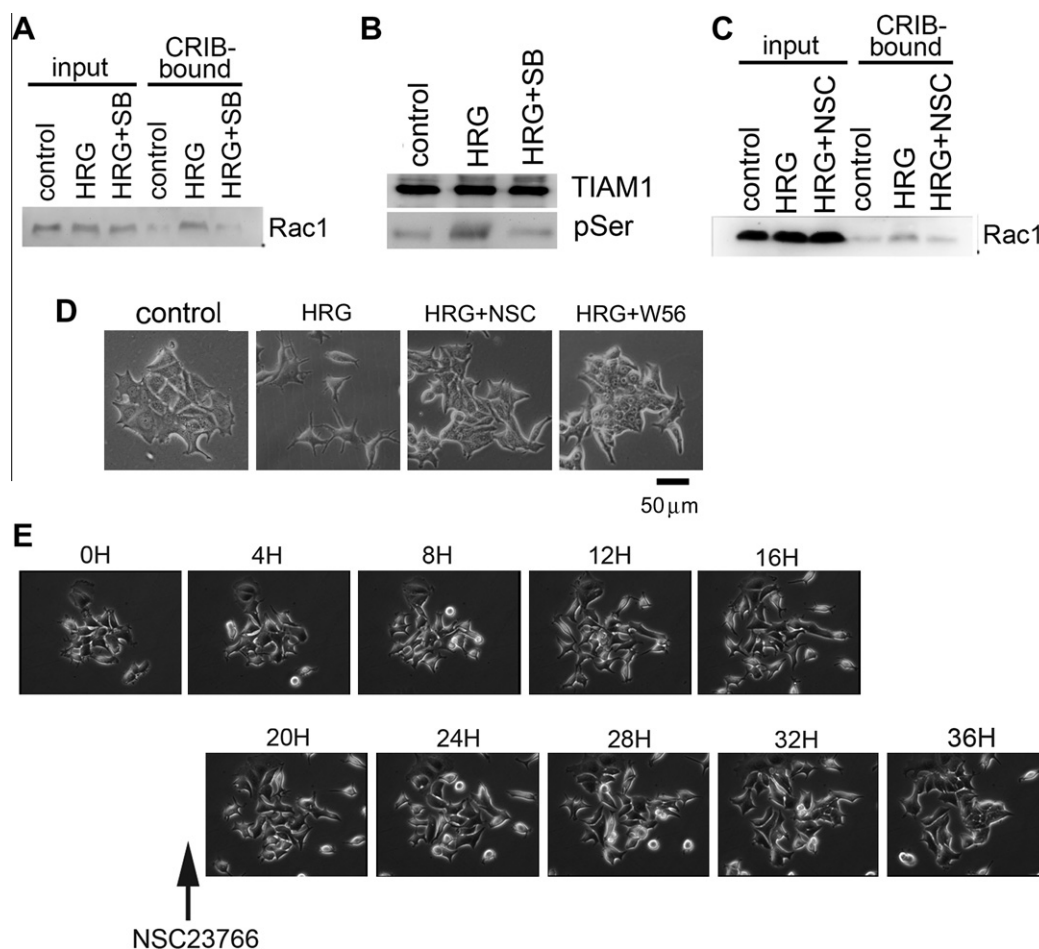 A
input
CRIB-
bound
control
HRG
HRG+SB
control
HRG
HRG+SB
Rac1
B
control
HRG
HRG+SB
TIAM1
pSer
C
input
CRIB-
bound
control
HRG
HRG+NSC
control
HRG
HRG+NSC
Rac1
D
control
HRG
HRG+NSC
HRG+W56
50μm
E
0H
4H
8H
12H
16H
20H
24H
28H
32H
36H
NSC23766